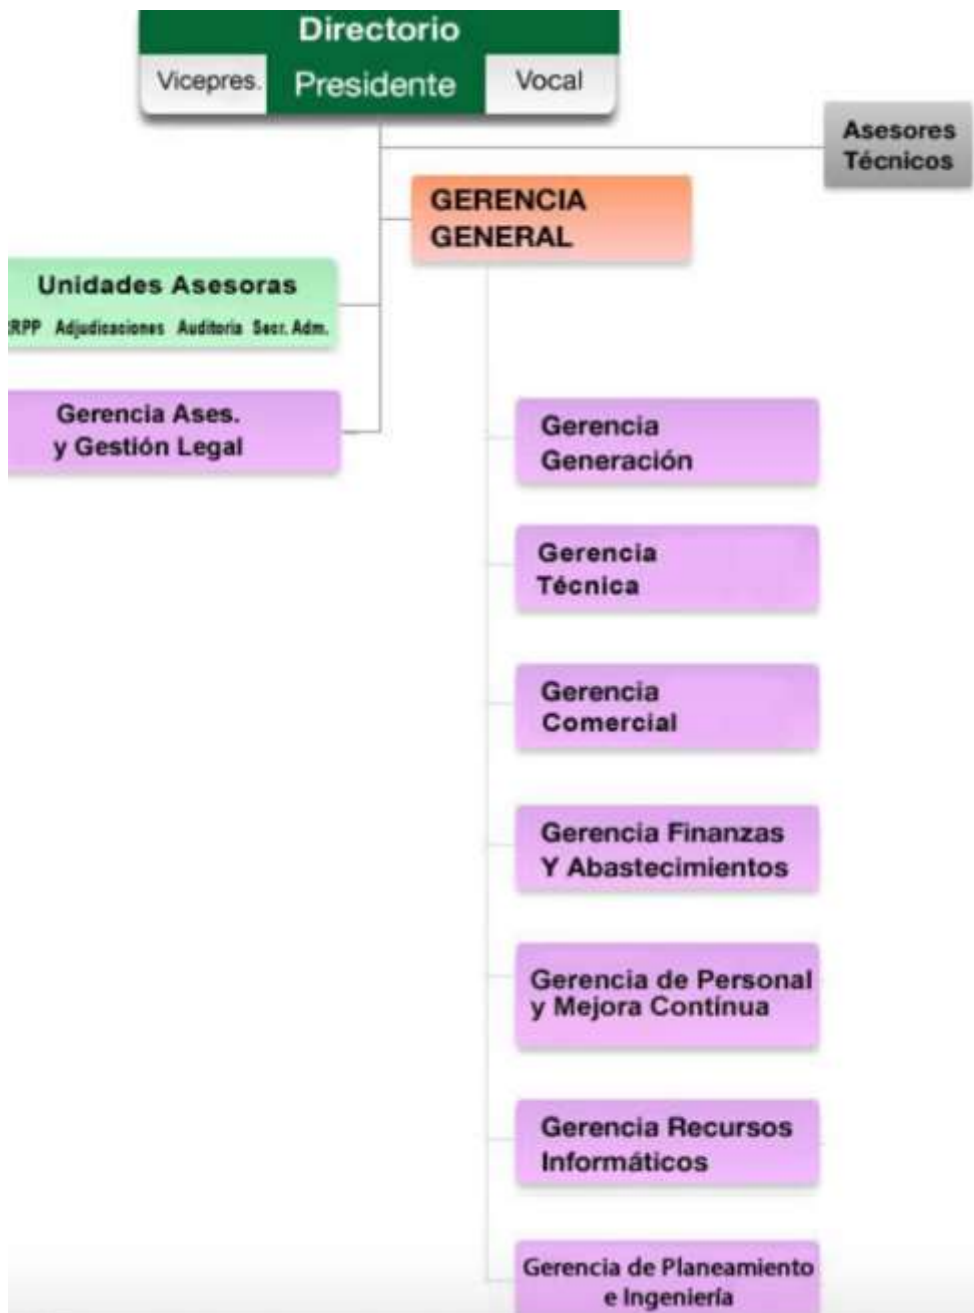 Directorio
Vicepres. Presidente Vocal
Asesores
Técnicos
GERENCIA
GENERAL
Unidades Asesoras
RPP Adjudicaciones Auditoria Secr. Adm.
Gerencia Ases.
y Gestión Legal
Gerencia
Generación
Gerencia
Técnica
Gerencia
Comercial
Gerencia Finanzas
Y Abastecimientos
Gerencia de Personal
y Mejora Contínua
Gerencia Recursos
Informáticos
Gerencia de Planeamiento
e Ingeniería